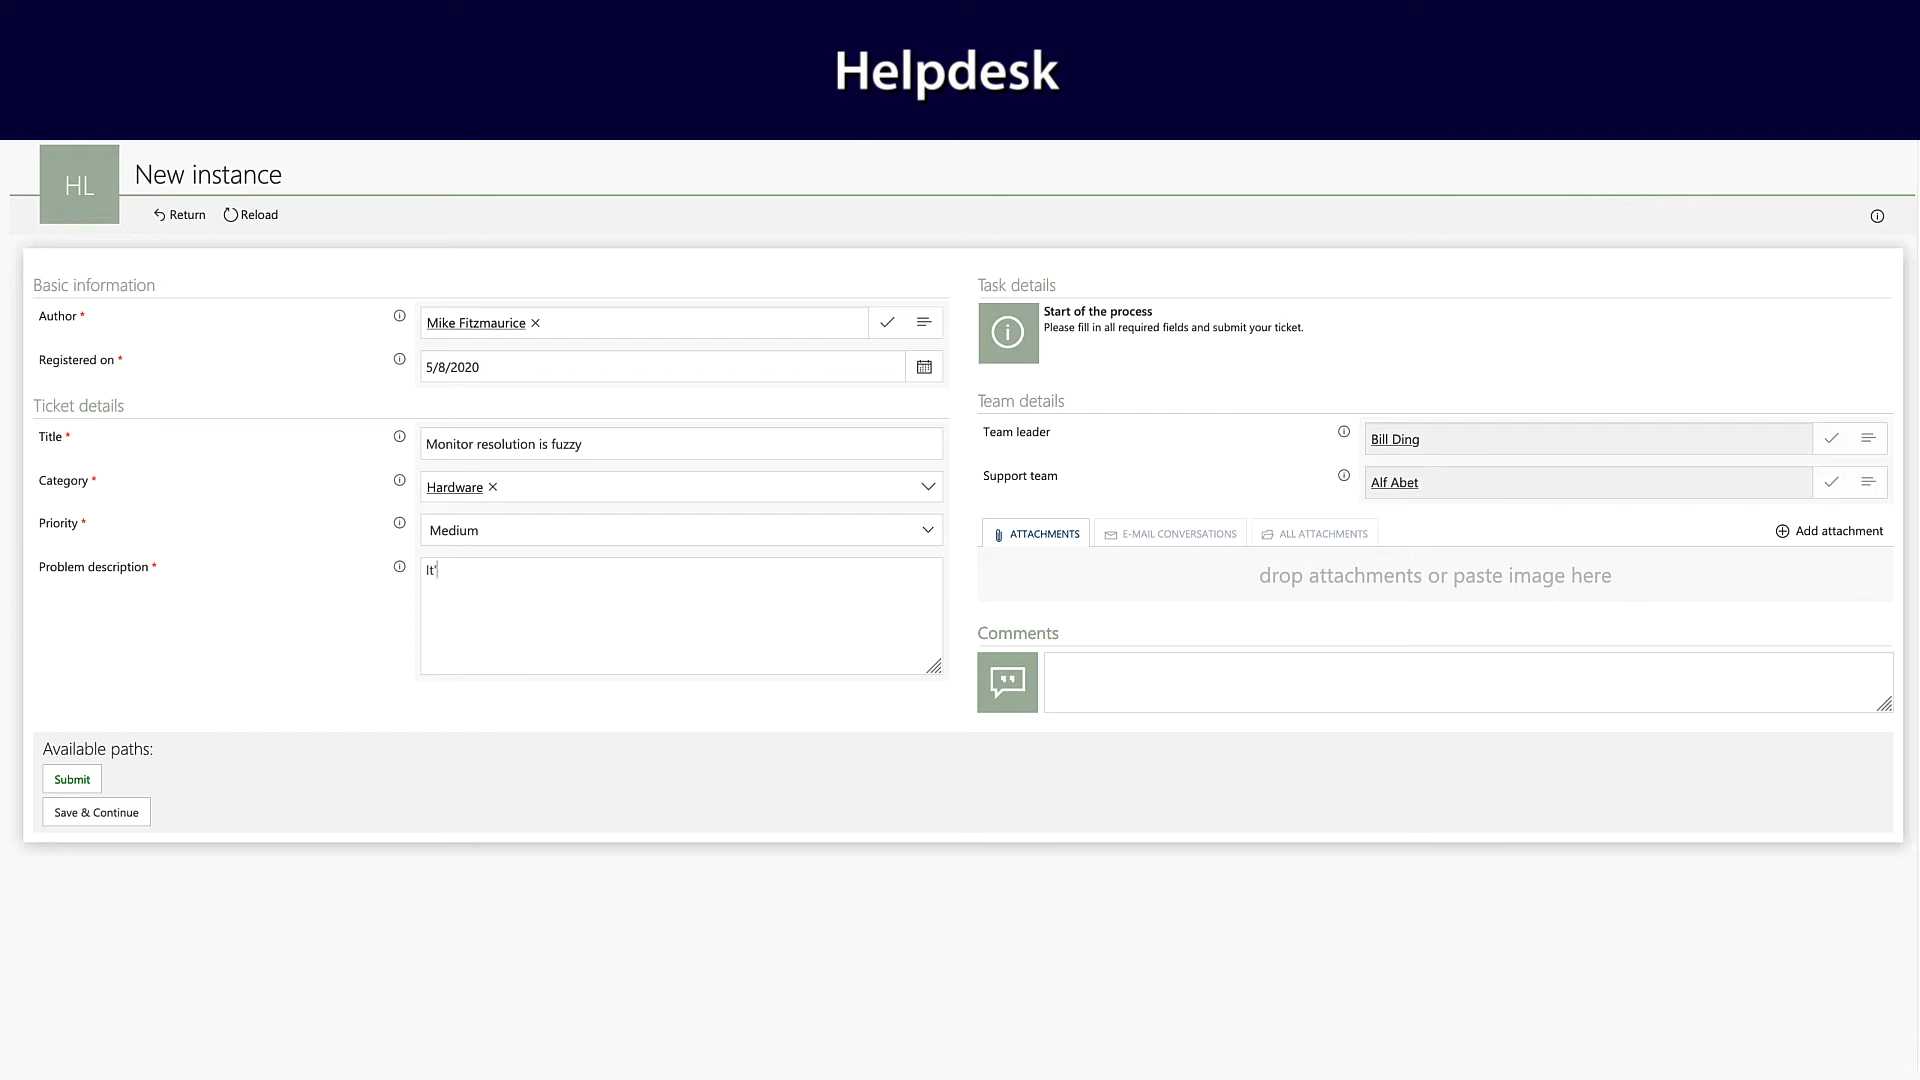 Helpdesk
HL
New instance
Return Reload
Basic information
Author *
Mike Fitzmaurice
Registered on *
5/8/2020
Ticket details
Title *
Monitor resolution is fuzzy
Category *
Hardware
Priority *
Medium
Problem description *
It'
Task details
Start of the process
Please fill in all required fields and submit your ticket.
Team details
Team leader
Bill Ding
Support team
Alf Abet
ATTACHMENTS E-MAIL CONVERSATIONS ALL ATTACHMENTS Add attachment
drop attachments or paste image here
Comments
Available paths:
Submit
Save & Continue